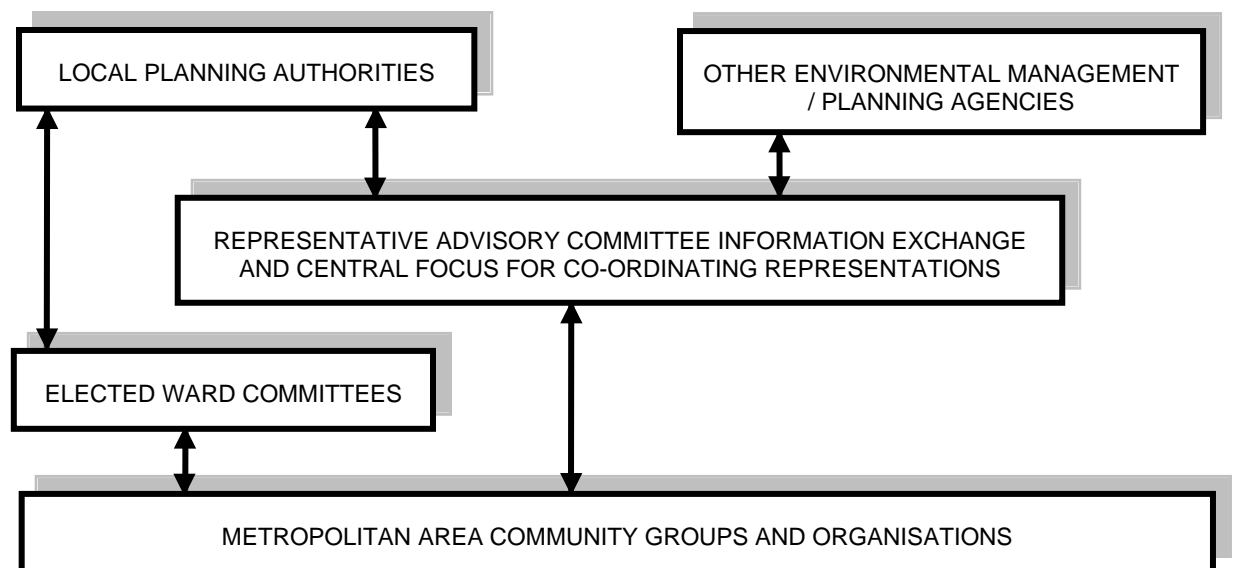 LOCAL PLANNING AUTHORITIES
OTHER ENVIRONMENTAL MANAGEMENT
/ PLANNING AGENCIES
REPRESENTATIVE ADVISORY COMMITTEE INFORMATION EXCHANGE
AND CENTRAL FOCUS FOR CO-ORDINATING REPRESENTATIONS
ELECTED WARD COMMITTEES
METROPOLITAN AREA COMMUNITY GROUPS AND ORGANISATIONS